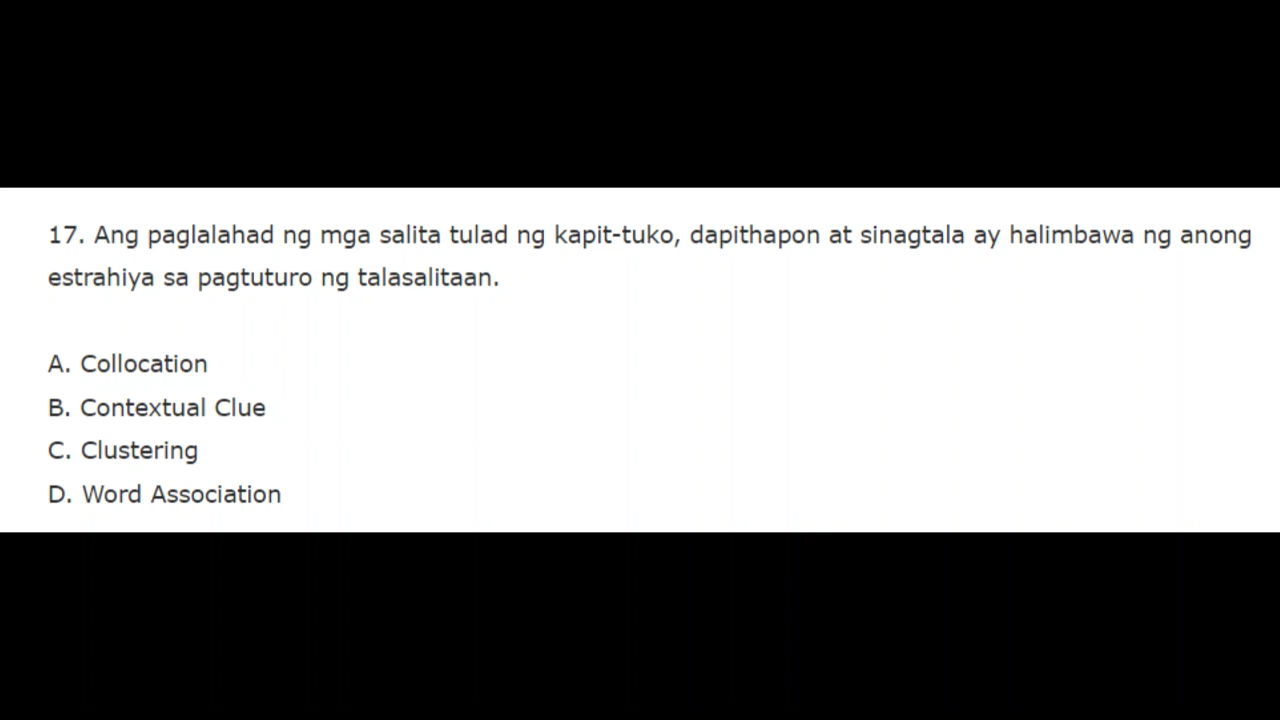 17. Ang paglalahad ng mga salita tulad ng kapit-tuko, dapithapon at sinagtala ay halimbawa ng anong
estrahiya sa pagtuturo ng talasalitaan.
A. Collocation
B. Contextual Clue
C. Clustering
D. Word Association